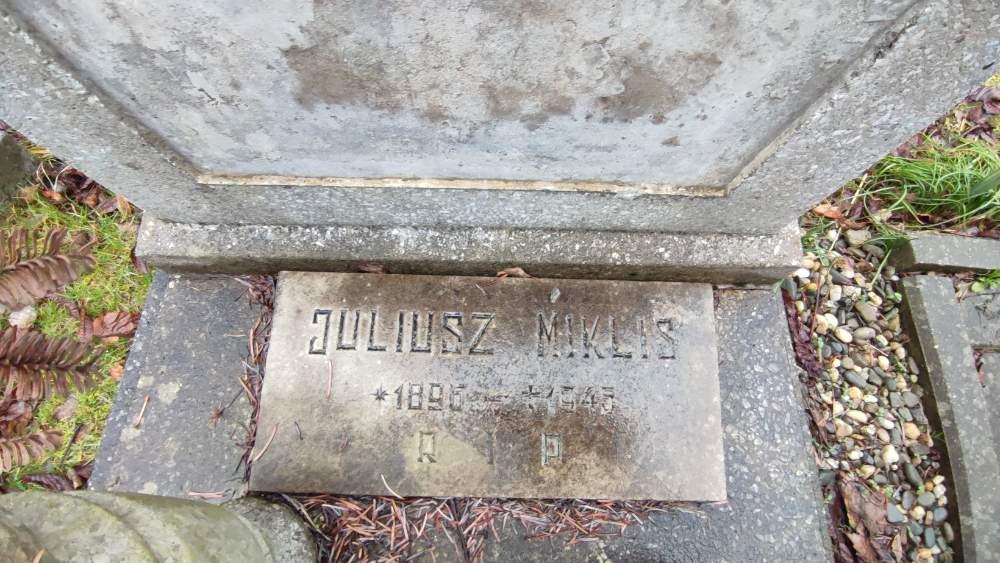 JULIUSZ MIKLIS
*1896 – †1945
R I P